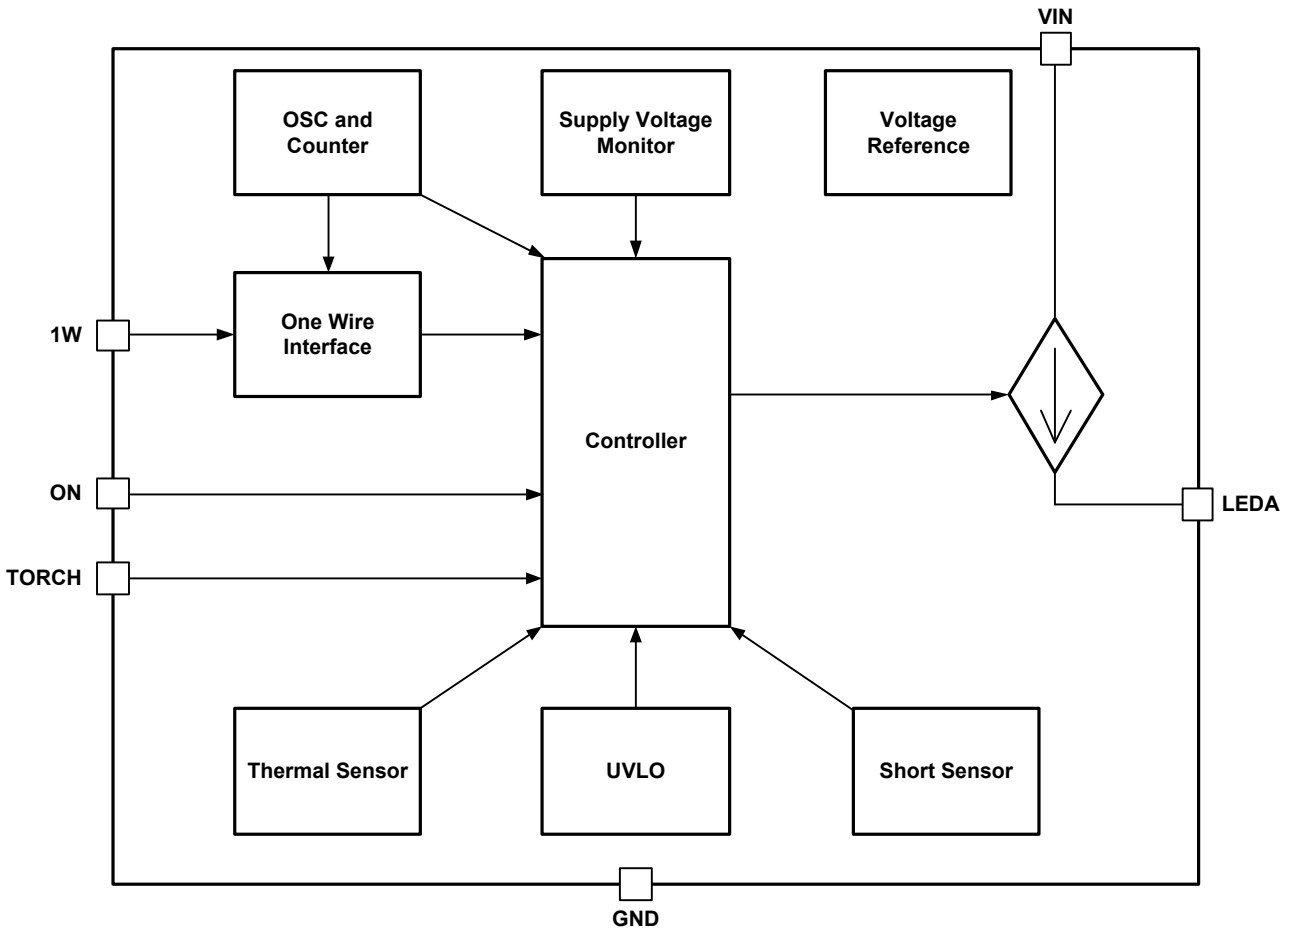 VIN
OSC and
Counter
Supply Voltage
Monitor
Voltage
Reference
1W
One Wire
Interface
Controller
ON
LEDA
TORCH
Thermal Sensor
UVLO
Short Sensor
GND